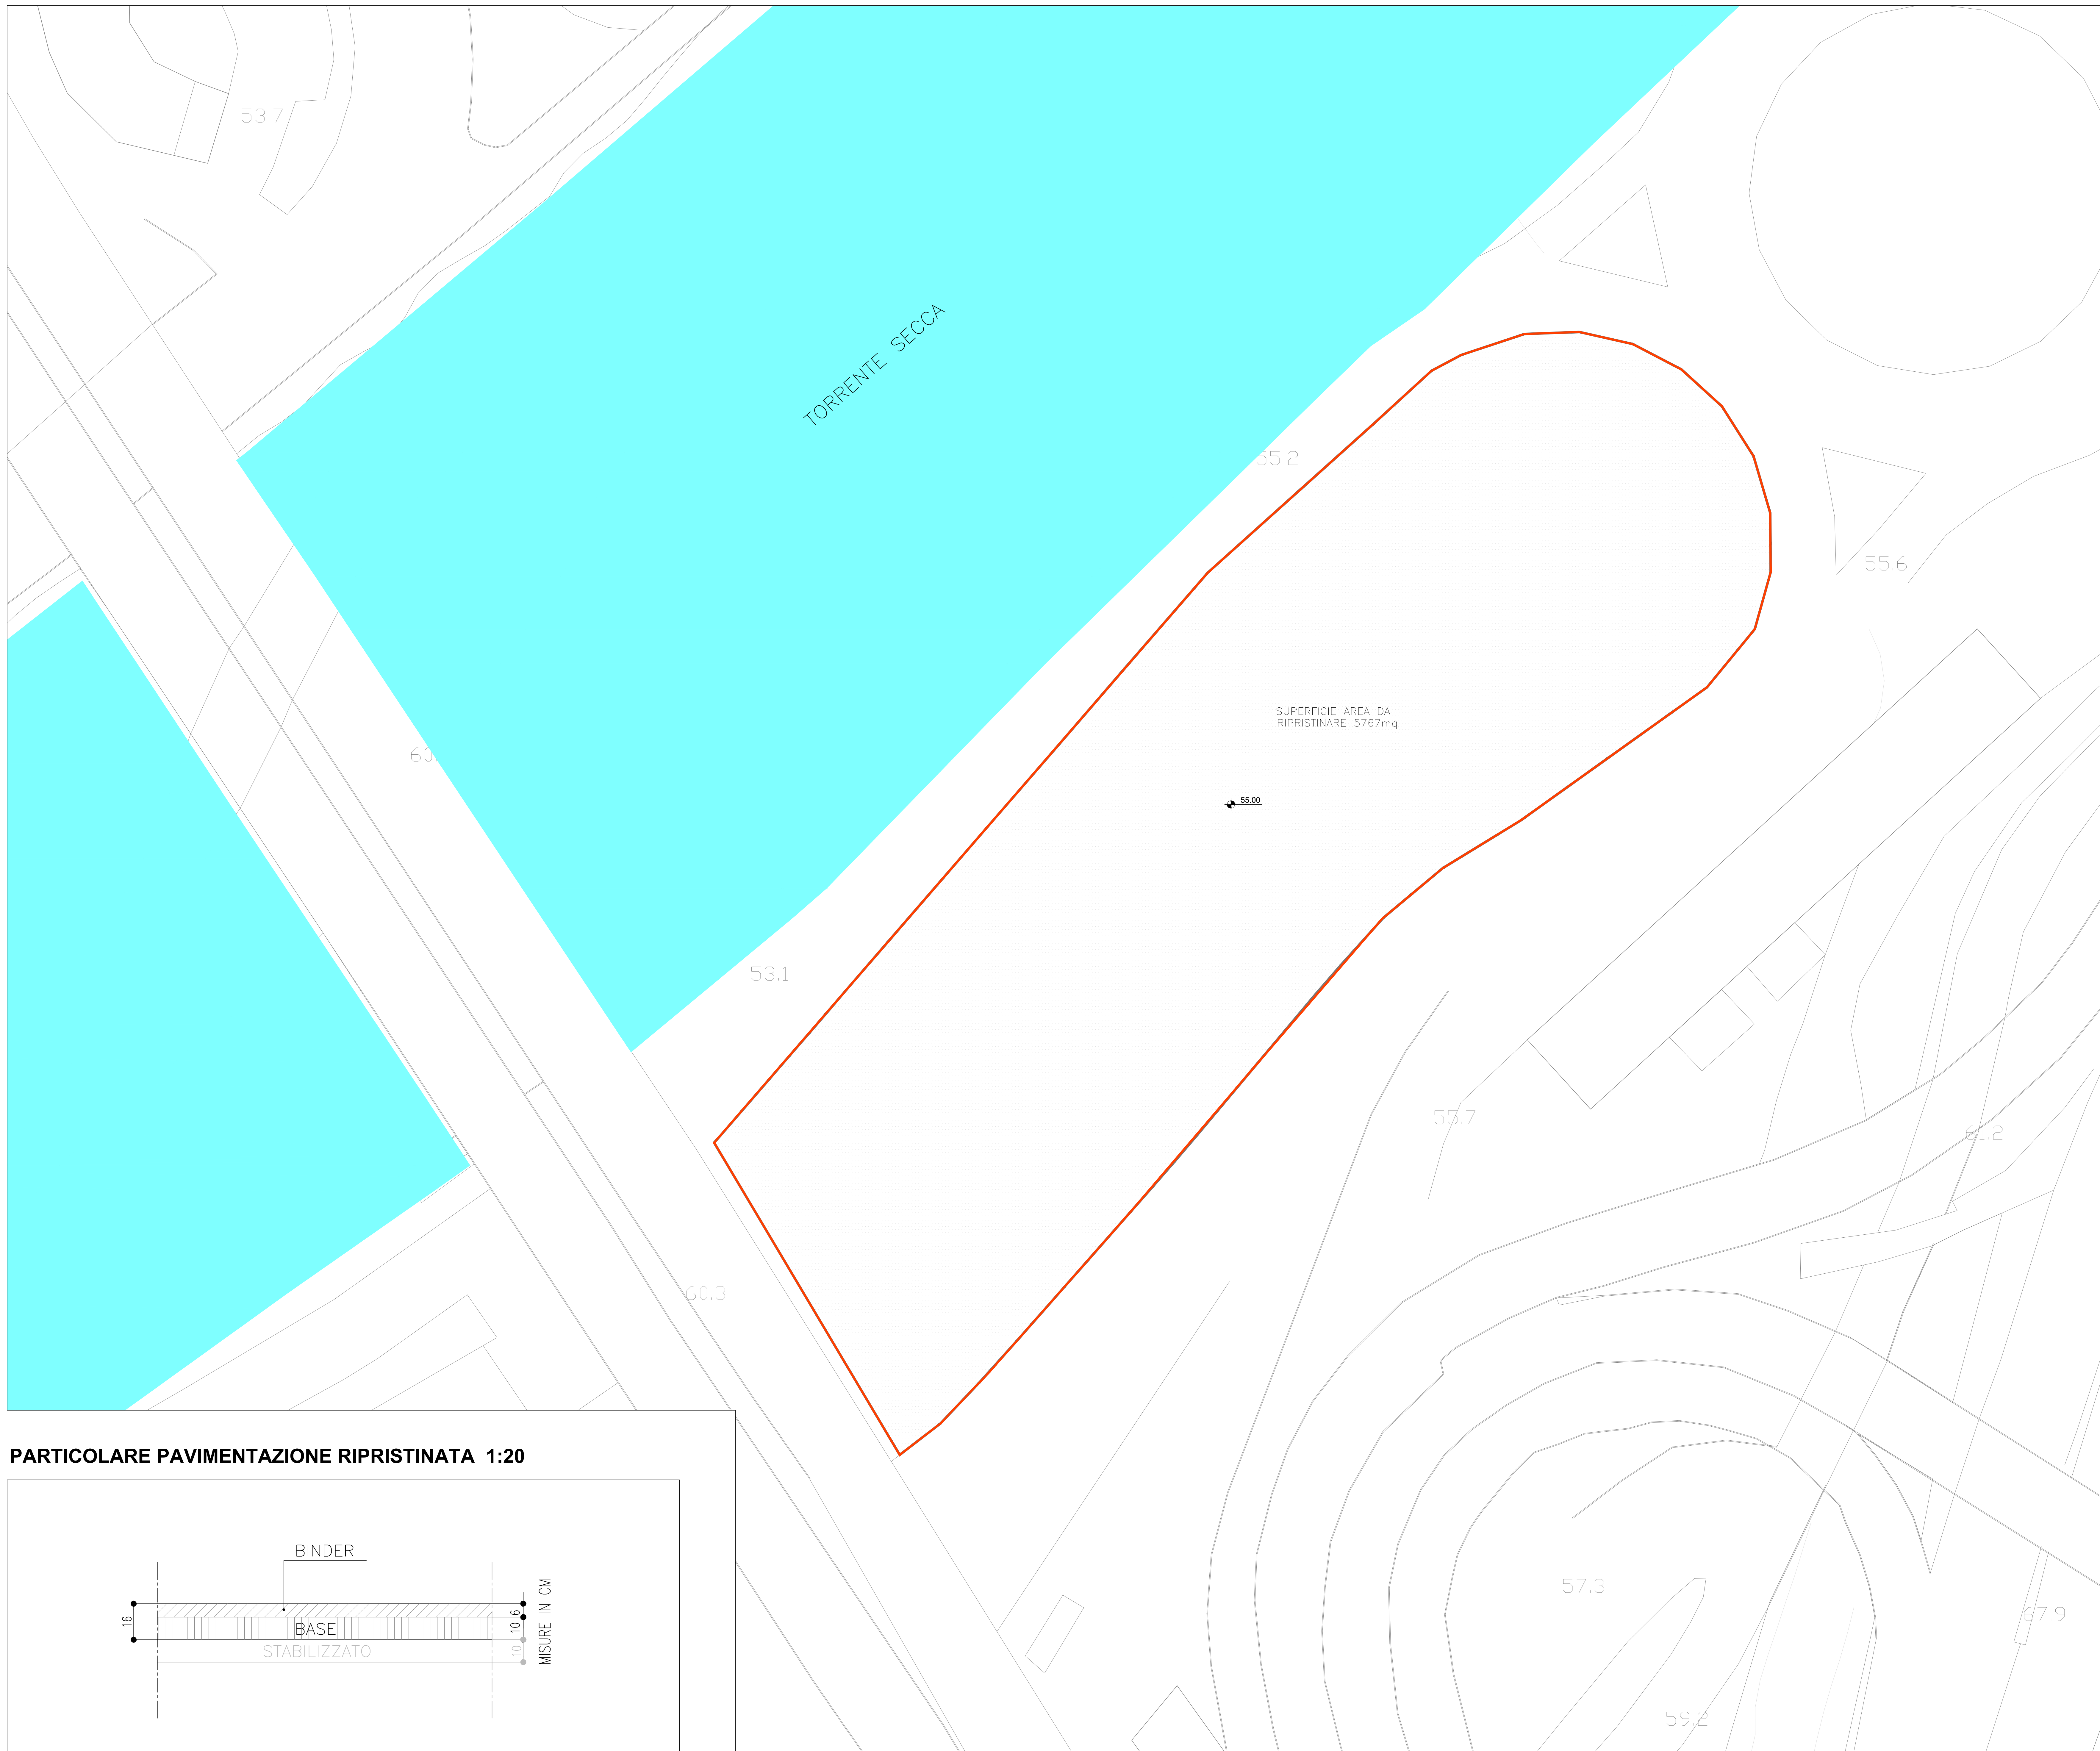 53.7
TORRENTE SECCA
55.2
55.6
SUPERFICIE AREA DA
RIPRISTINARE 5767mq
60.
55.00
53.1
55.7
61.2
60.3
PARTICOLARE PAVIMENTAZIONE RIPRISTINATA 1:20
BINDER
16
BASE
STABILIZZATO
6
10
10
MISURE IN CM
57.3
67.9
59.2